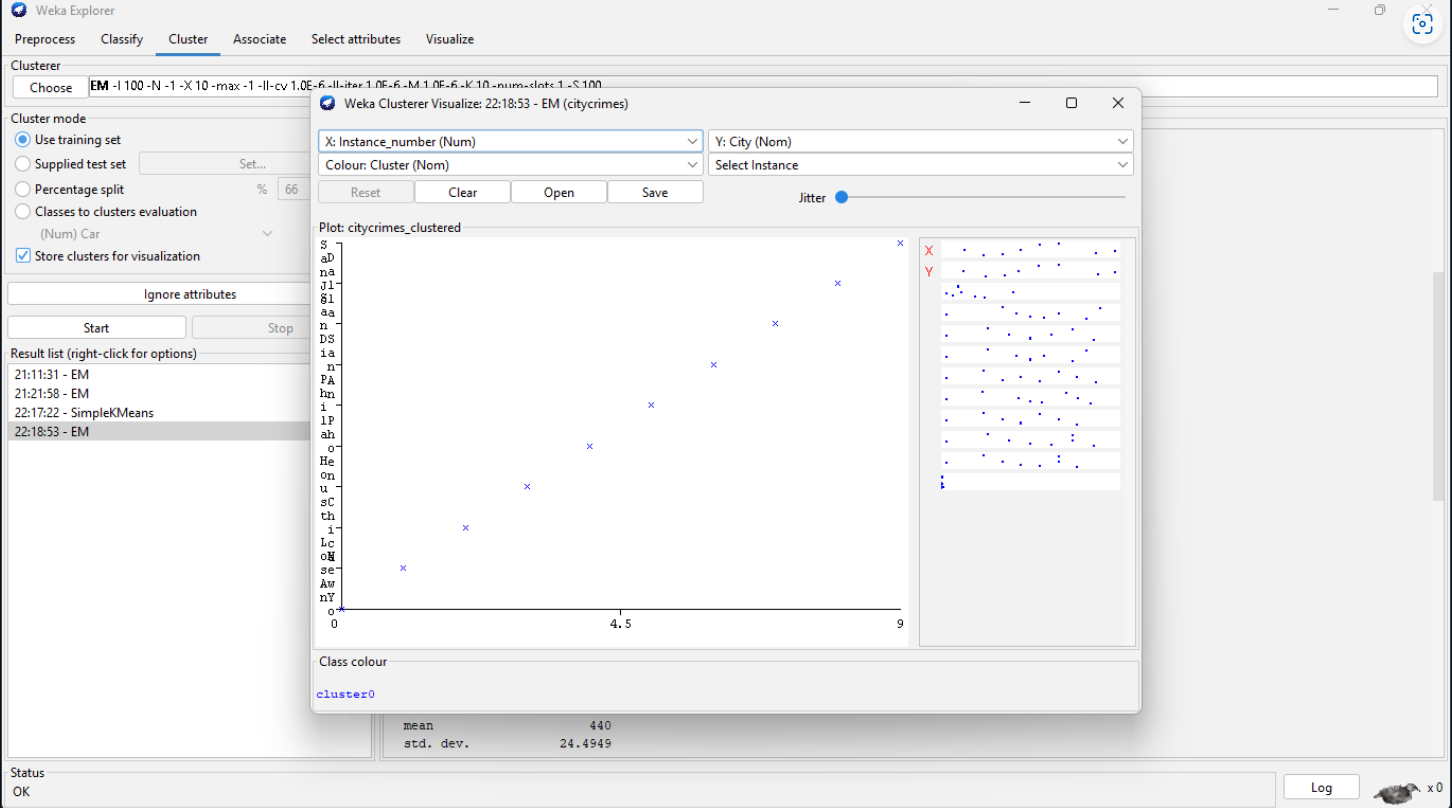 Weka Explorer
Preprocess Classify Cluster Associate Select attributes Visualize
Clusterer
Choose EM -I 100 -N -1 -X 10 -max -1 -ll-cv 1.0E-6 -ll-iter 1.0E-6 -M 1.0E-6 -K 10 -num-slots 1 -S 100
Cluster mode
Use training set
Supplied test set Set...
Percentage split % 66
Classes to clusters evaluation
(Num) Car
Store clusters for visualization
Ignore attributes
Start Stop
Result list (right-click for options)
21:11:31 - EM
21:21:58 - EM
22:17:22 - SimpleKMeans
22:18:53 - EM
Weka Clusterer Visualize: 22:18:53 - EM (citycrimes)
X: Instance_number (Num) Y: City (Nom)
Colour: Cluster (Nom) Select Instance
Reset Clear Open Save Jitter
Plot: citycrimes_clustered
X
Y
0 4.5 9
Class colour
cluster0
mean 440
std. dev. 24.4949
Status
OK
Log x 0